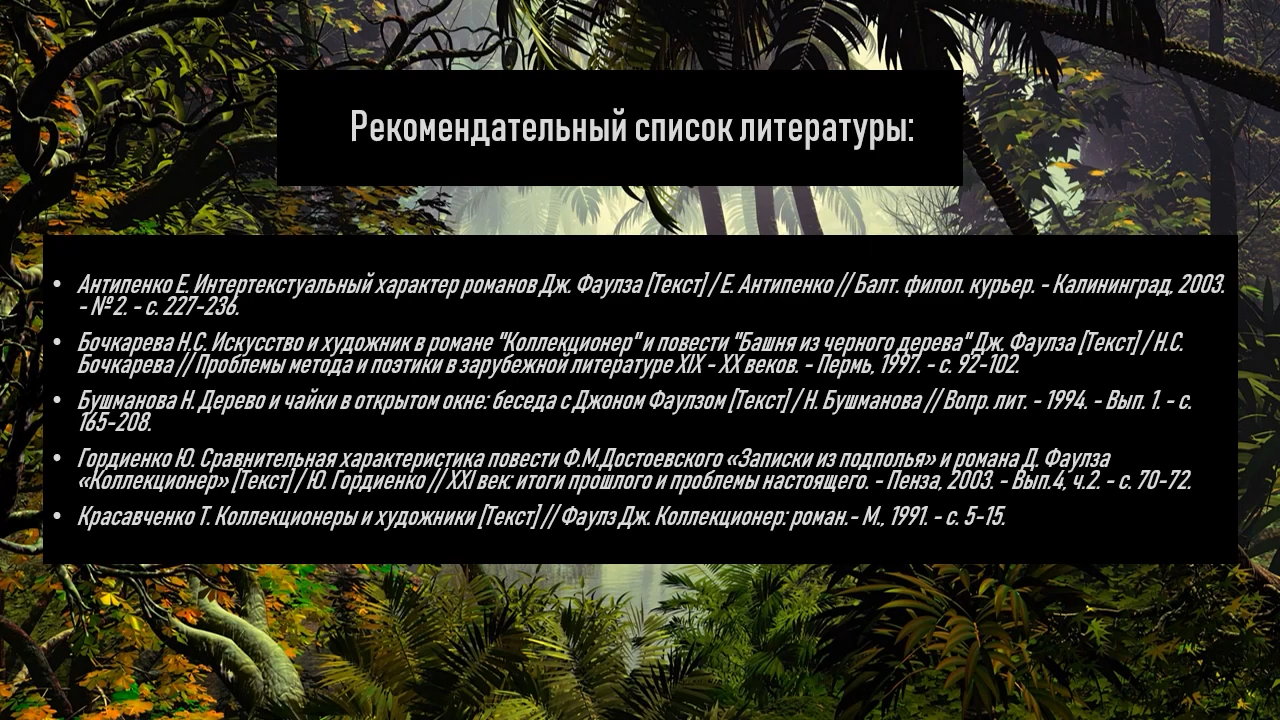 Рекомендательный список литературы:
• Антипенко Е. Интертекстуальный характер романов Дж. Фаулза [Текст] / Е. Антипенко // Балт. филол. курьер. - Калининград, 2003.
- № 2. - с. 227-236.
• Бочкарева Н.С. Искусство и художник в романе "Коллекционер" и повести "Башня из черного дерева" Дж. Фаулза [Текст] / Н.С.
Бочкарева // Проблемы метода и поэтики в зарубежной литературе XIX - XX веков. - Пермь, 1997. - с. 92-102.
• Бушманова Н. Дерево и чайки в открытом окне: беседа с Джоном Фаулзом [Текст] / Н. Бушманова // Вопр. лит. - 1994. - Вып. 1. - с.
165-208.
• Гордиенко Ю. Сравнительная характеристика повести Ф.М.Достоевского «Записки из подполья» и романа Д. Фаулза
«Коллекционер» [Текст] / Ю. Гордиенко // XXI век: итоги прошлого и проблемы настоящего. - Пенза, 2003. - Вып.4, ч.2. - с. 70-72.
• Красавченко Т. Коллекционеры и художники [Текст] // Фаулз Дж. Коллекционер: роман.- М., 1991. - с. 5-15.